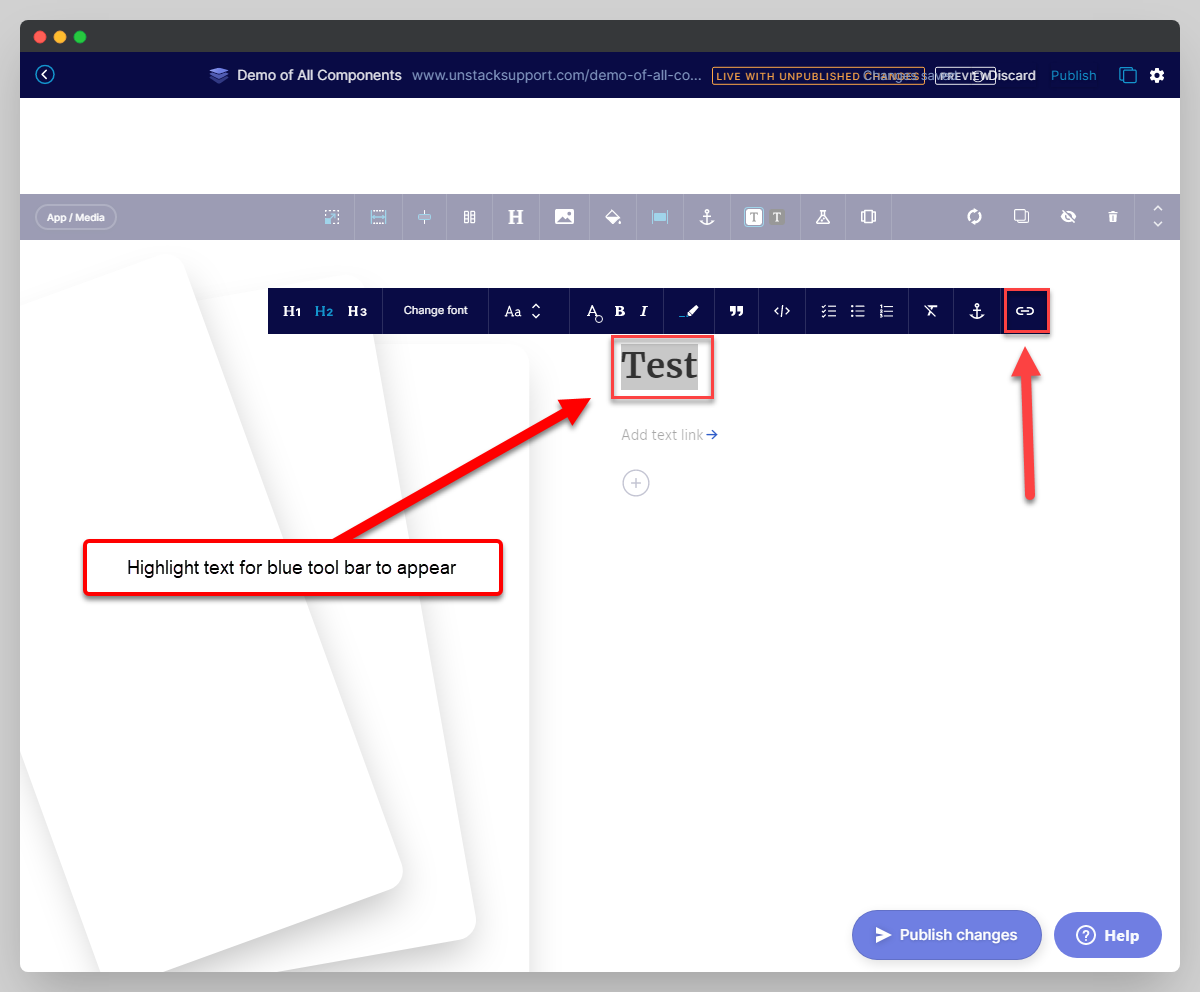 Demo of All Components www.unstacksupport.com/demo-of-all-co... LIVE WITH UNPUBLISHED CHANGES PREVIEW Discard Publish
App / Media
H
T T
H1 H2 H3 Change font Aa A B I
Test
Add text link
Highlight text for blue tool bar to appear
Publish changes
Help